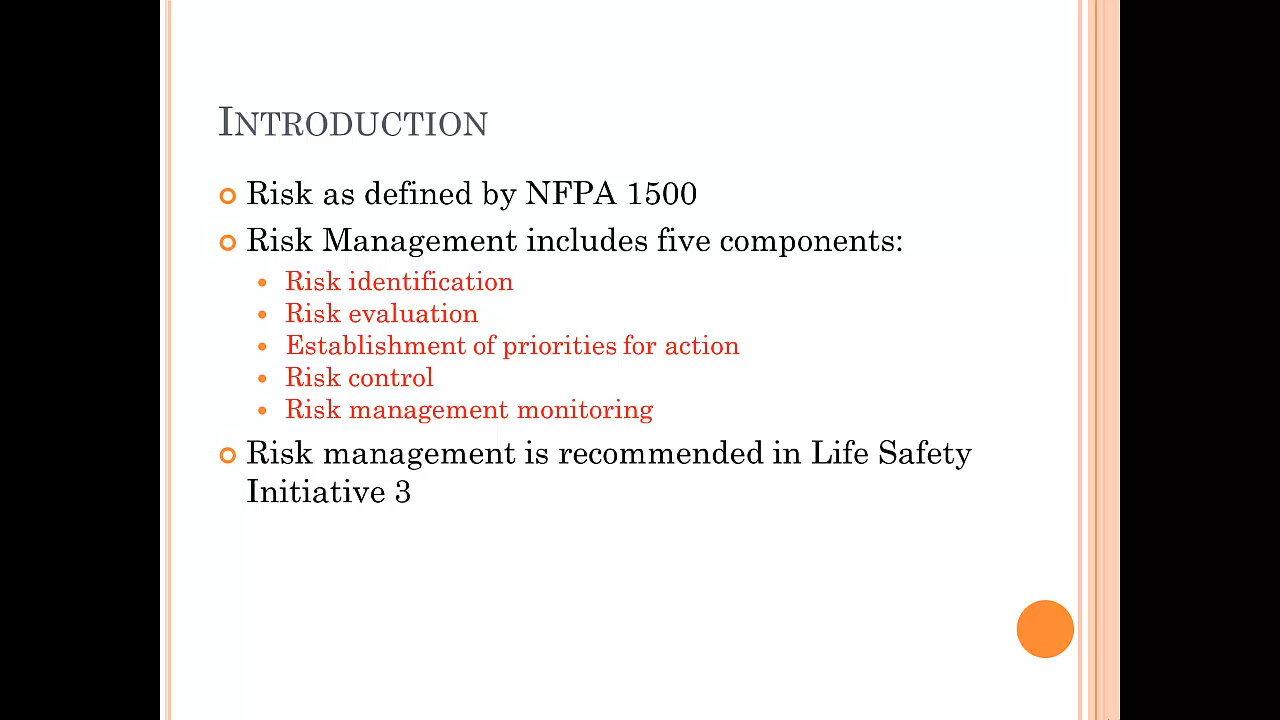 INTRODUCTION
Risk as defined by NFPA 1500
Risk Management includes five components:
Risk identification
Risk evaluation
Establishment of priorities for action
Risk control
Risk management monitoring
Risk management is recommended in Life Safety
Initiative 3